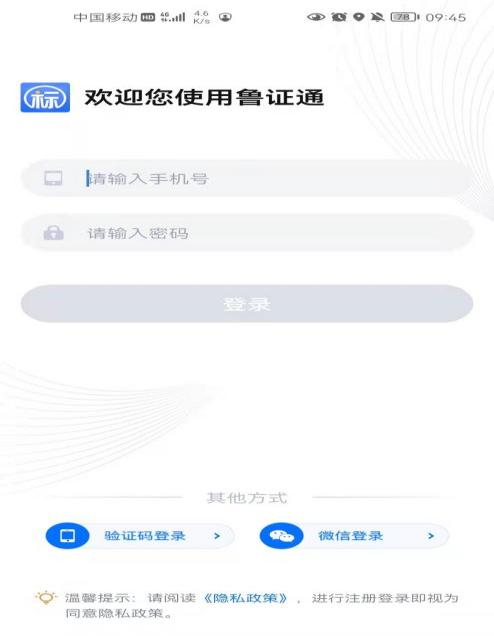 中国移动 HD 4G 4.6 K/s 78 09:45
标 欢迎您使用鲁证通
请输入手机号
请输入密码
登录
其他方式
验证码登录 >
微信登录 >
温馨提示：请阅读《隐私政策》，进行注册登录即视为
同意隐私政策。